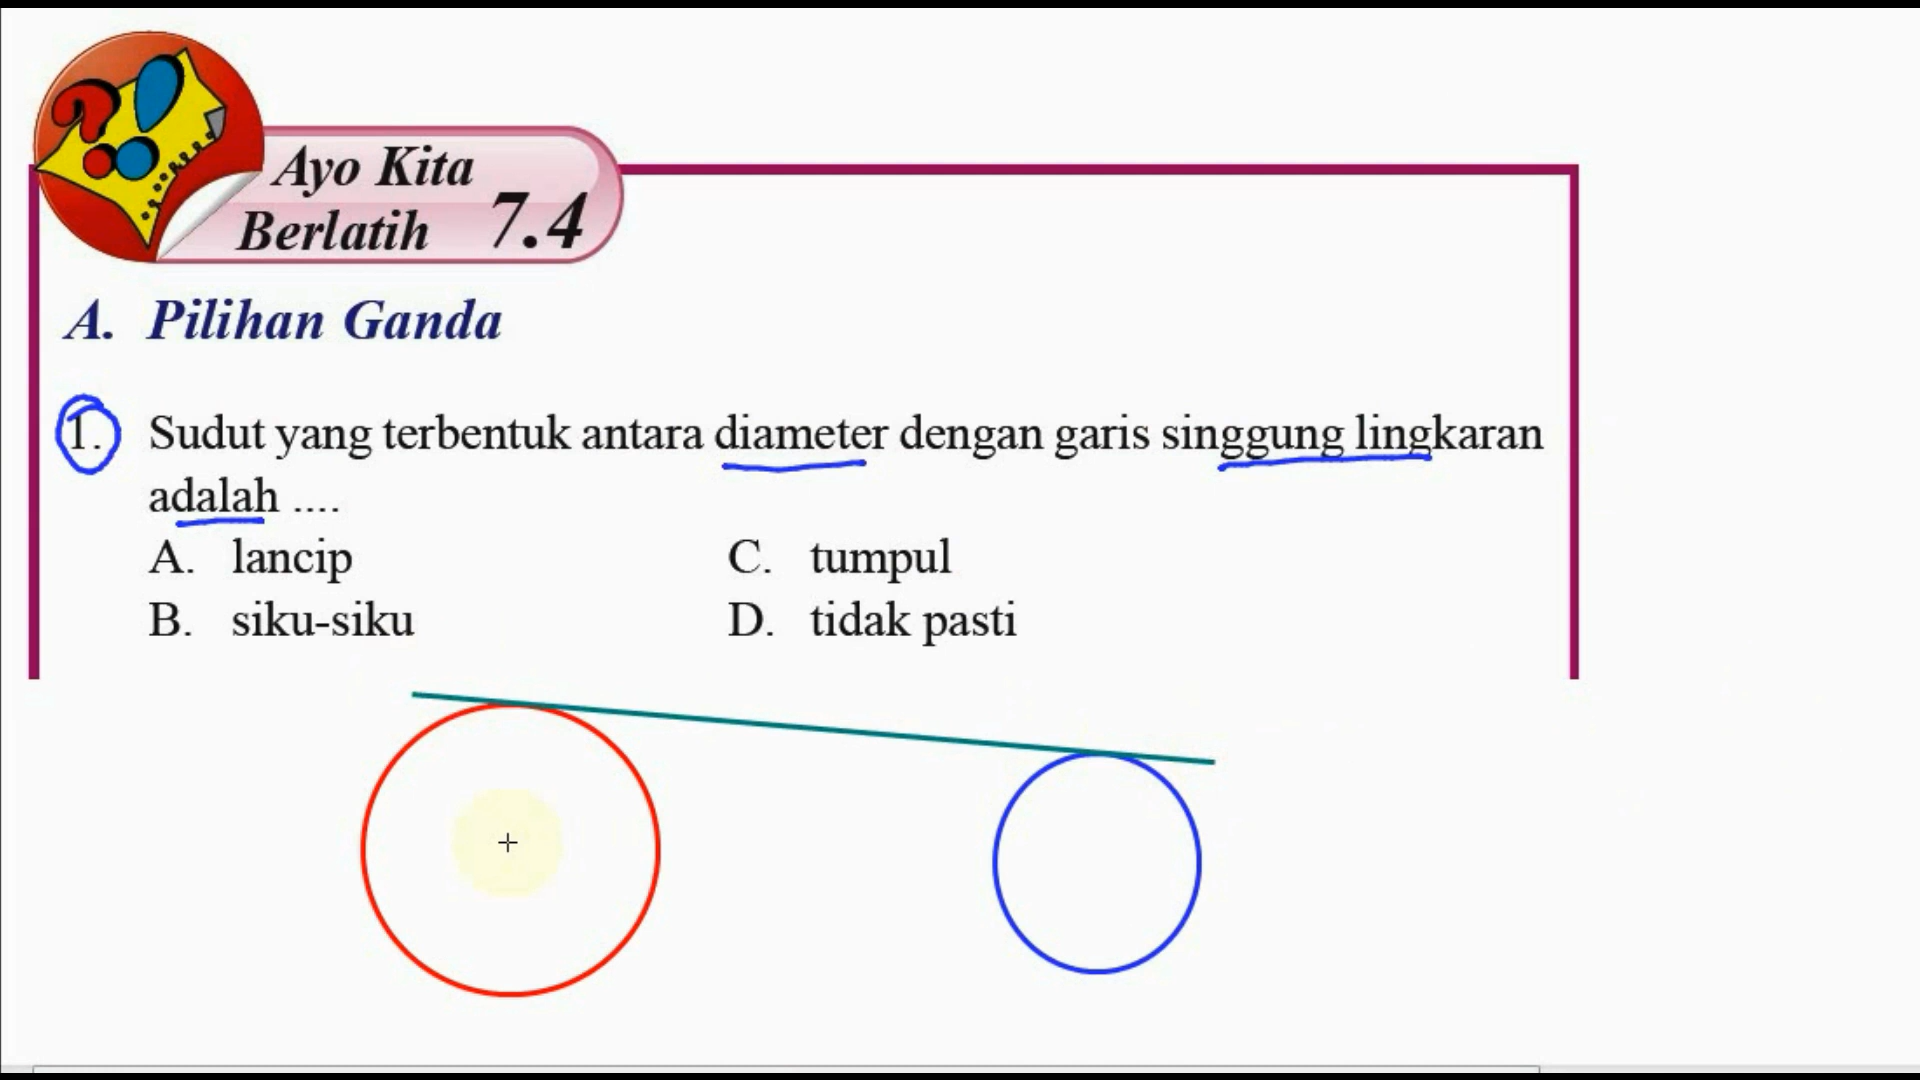 Ayo Kita
Berlatih 7.4
A. Pilihan Ganda
1. Sudut yang terbentuk antara diameter dengan garis singgung lingkaran
adalah ....
A. lancip
C. tumpul
B. siku-siku
D. tidak pasti